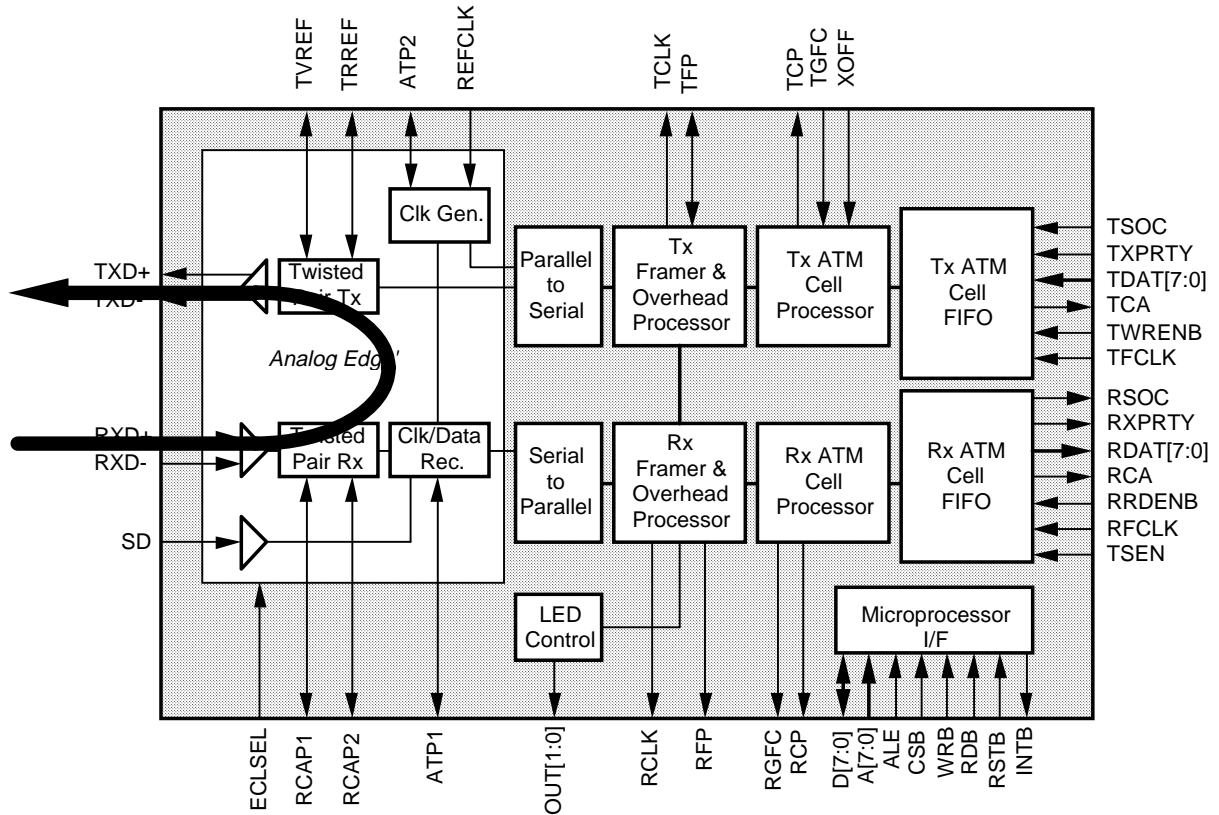 TVREF
TRREF
ATP2
REFCLK
TCLK
TFP
TCP
TGFC
XOFF
Clk Gen.
TXD+
TXD-
Twisted
Pair Tx
Parallel
to
Serial
Tx
Framer &
Overhead
Processor
Tx ATM
Cell
Processor
Tx ATM
Cell
FIFO
TSOC
TXPRTY
TDAT[7:0]
TCA
TWRENB
TFCLK
Analog Edge'
RXD+
RXD-
Twisted
Pair Rx
Clk/Data
Rec.
Serial
to
Parallel
Rx
Framer &
Overhead
Processor
Rx ATM
Cell
Processor
Rx ATM
Cell
FIFO
RSOC
RXPRTY
RDAT[7:0]
RCA
RRDENB
RFCLK
TSEN
SD
LED
Control
Microprocessor
I/F
ECLSEL
RCAP1
RCAP2
ATP1
OUT[1:0]
RCLK
RFP
RGFC
RCP
D[7:0]
A[7:0]
ALE
CSB
WRB
RDB
RSTB
INTB